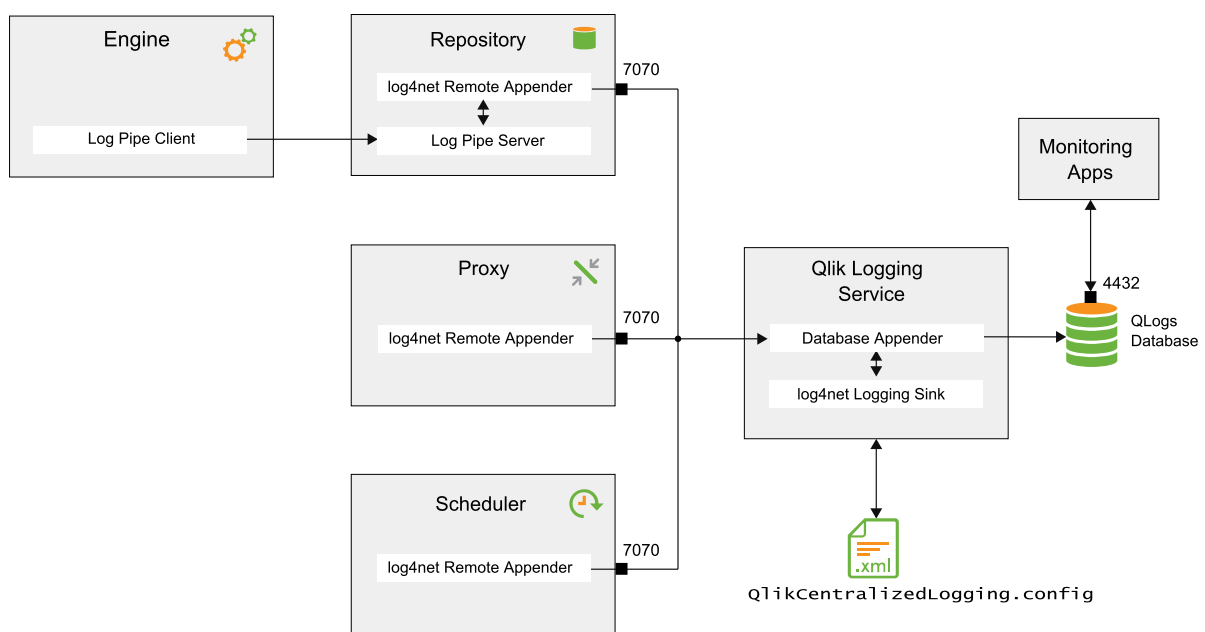 Engine
Log Pipe Client
Repository
log4net Remote Appender
Log Pipe Server
7070
Proxy
log4net Remote Appender
7070
Scheduler
log4net Remote Appender
7070
Qlik Logging
Service
Database Appender
log4net Logging Sink
.xml
QlikCentralizedLogging.config
Monitoring
Apps
4432
QLogs
Database